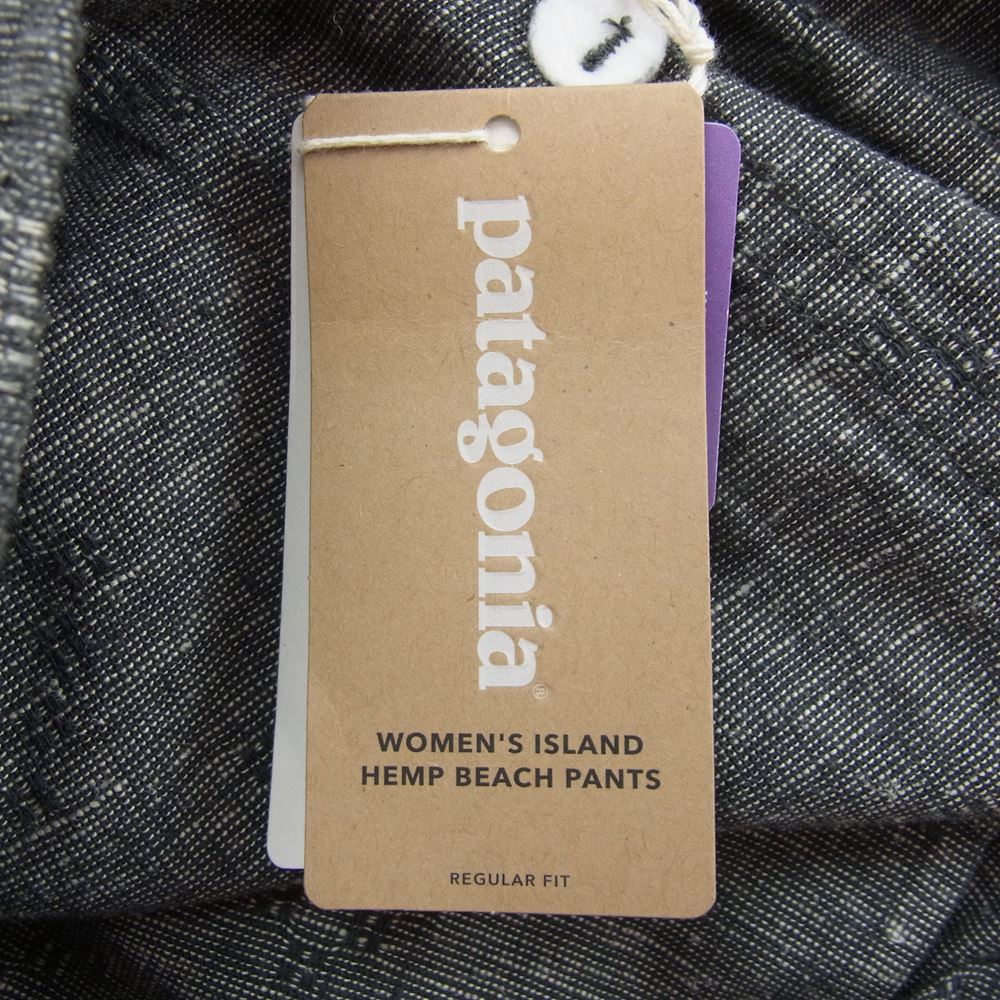 patagonia®
WOMEN'S ISLAND
HEMP BEACH PANTS
REGULAR FIT